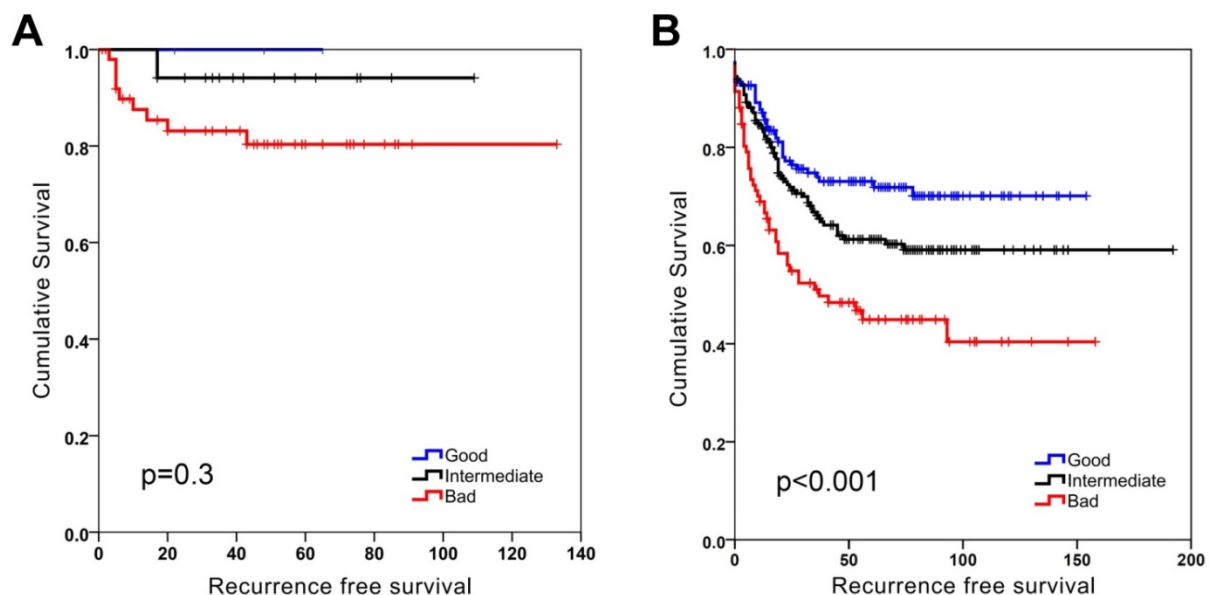 A
1.0
0.8
0.6
0.4
0.2
0.0
Cumulative Survival
p=0.3
Good
Intermediate
Bad
0 20 40 60 80 100 120 140
Recurrence free survival
B
1.0
0.8
0.6
0.4
0.2
0.0
Cumulative Survival
p<0.001
Good
Intermediate
Bad
0 50 100 150 200
Recurrence free survival